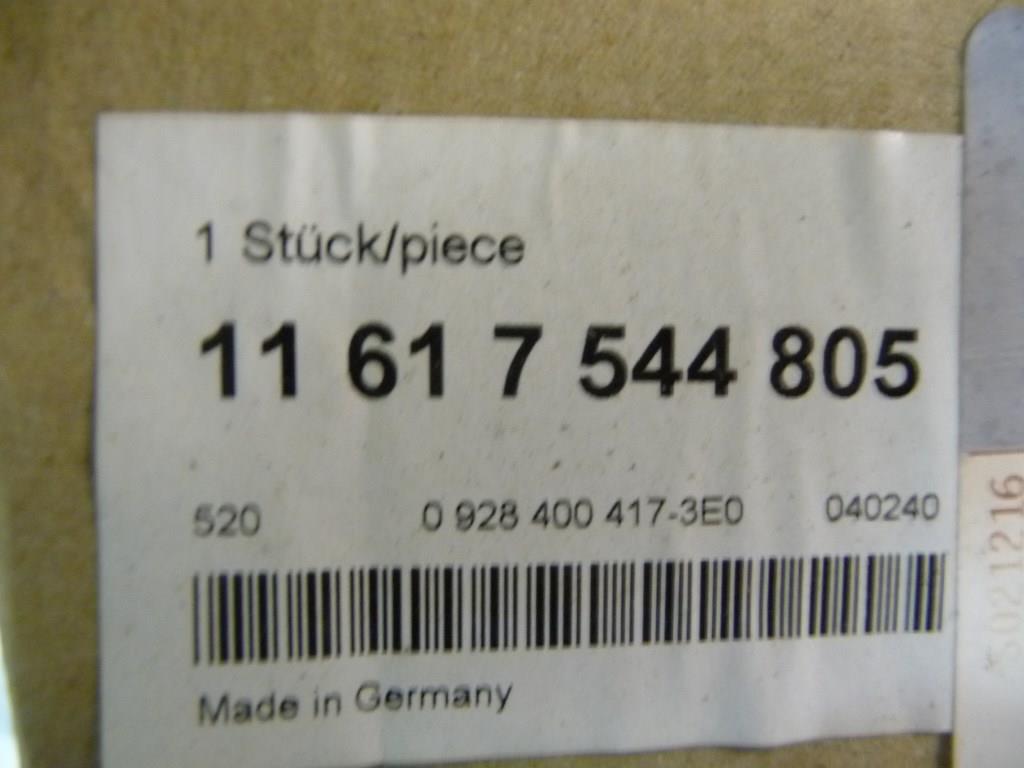 1 Stück/piece
11 61 7 544 805
520 0 928 400 417-3E0 040240
Made in Germany